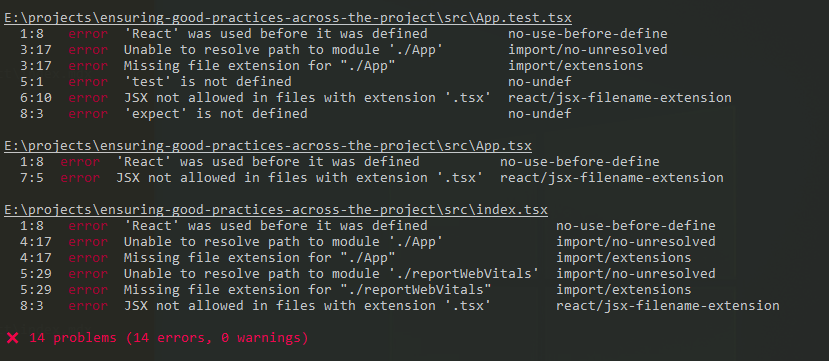 E:\projects\ensuring-good-practices-across-the-project\src\App.test.tsx
1:8 error 'React' was used before it was defined no-use-before-define
3:17 error Unable to resolve path to module './App' import/no-unresolved
3:17 error Missing file extension for "./App" import/extensions
5:1 error 'test' is not defined no-undef
6:10 error JSX not allowed in files with extension '.tsx' react/jsx-filename-extension
8:3 error 'expect' is not defined no-undef
E:\projects\ensuring-good-practices-across-the-project\src\App.tsx
1:8 error 'React' was used before it was defined no-use-before-define
7:5 error JSX not allowed in files with extension '.tsx' react/jsx-filename-extension
E:\projects\ensuring-good-practices-across-the-project\src\index.tsx
1:8 error 'React' was used before it was defined no-use-before-define
4:17 error Unable to resolve path to module './App' import/no-unresolved
4:17 error Missing file extension for "./App" import/extensions
5:29 error Unable to resolve path to module './reportWebVitals' import/no-unresolved
5:29 error Missing file extension for "./reportWebVitals" import/extensions
8:3 error JSX not allowed in files with extension '.tsx' react/jsx-filename-extension
✖ 14 problems (14 errors, 0 warnings)